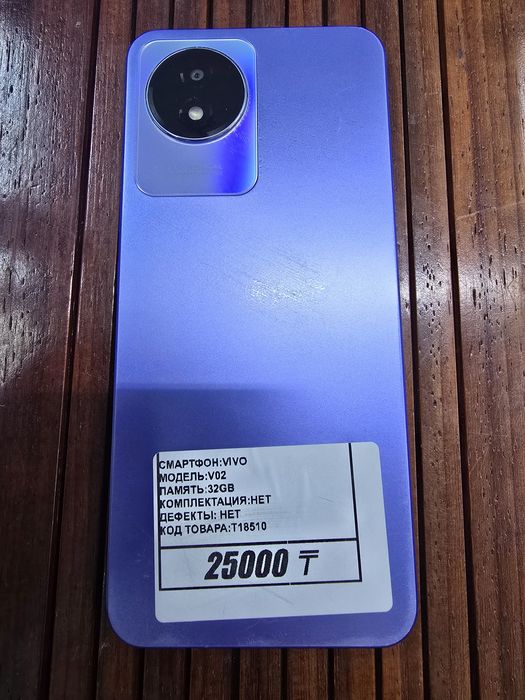 СМАРТФОН:VIVO
МОДЕЛЬ:V02
ПАМЯТЬ:32GB
КОМПЛЕКТАЦИЯ:НЕТ
ДЕФЕКТЫ: НЕТ
КОД ТОВАРА:T18510
25000 ₸